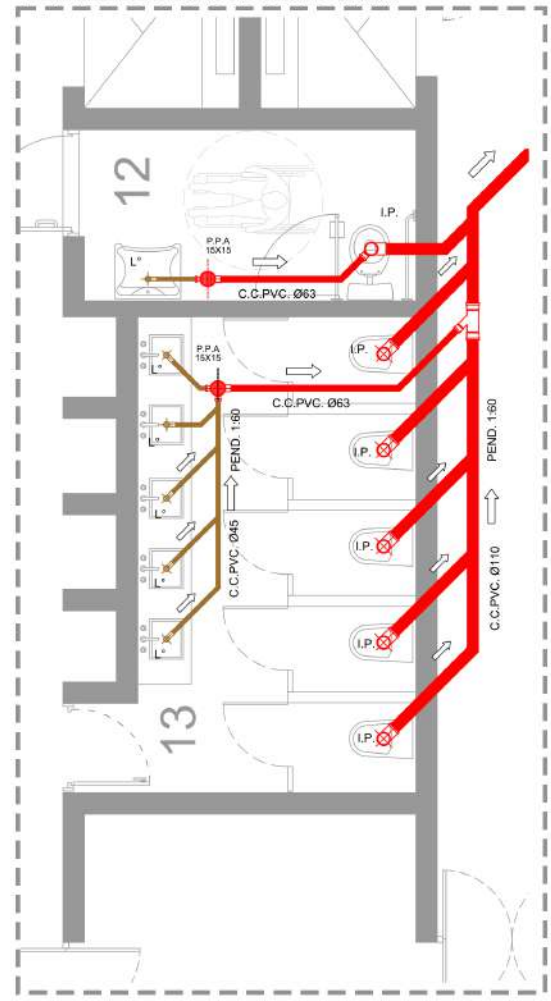 12
I.P.
P.P.A
15X15
L°
C.C.PVC. Ø63
P.P.A
15X15
I.P.
L°
C.C.PVC. Ø63
L°
PEND. 1:60
I.P.
PEND. 1:60
L°
C.C.PVC. Ø45
I.P.
C.C.PVC. Ø110
L°
I.P.
L°
13
I.P.